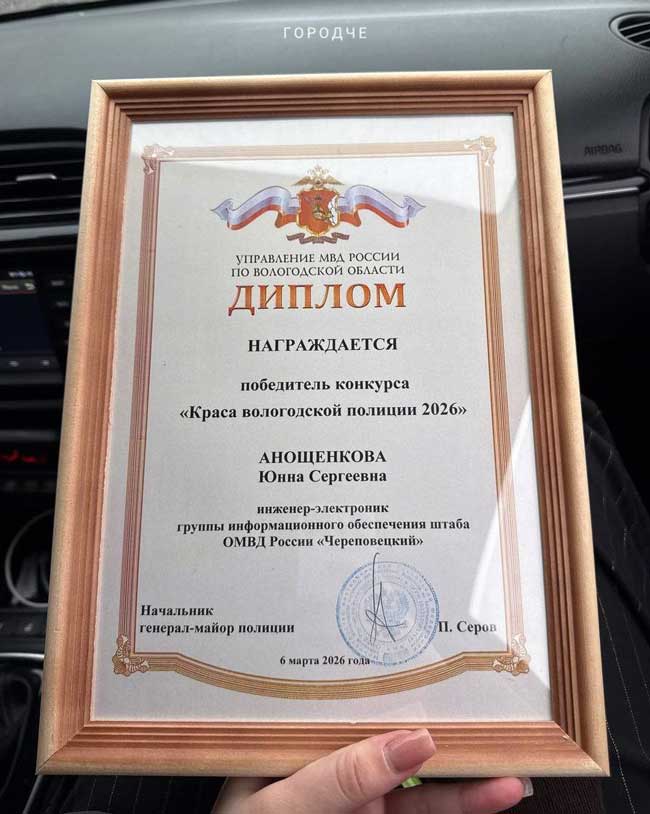 ГОРОДЧЕ
AIRBAG
УПРАВЛЕНИЕ МВД РОССИИ
ПО ВОЛОГОДСКОЙ ОБЛАСТИ
ДИПЛОМ
НАГРАЖДАЕТСЯ
победитель конкурса
«Краса вологодской полиции 2026»
АНОЩЕНКОВА
Юнна Сергеевна
инженер-электроник
группы информационного обеспечения штаба
ОМВД России «Череповецкий»
Начальник
генерал-майор полиции
П. Серов
6 марта 2026 года